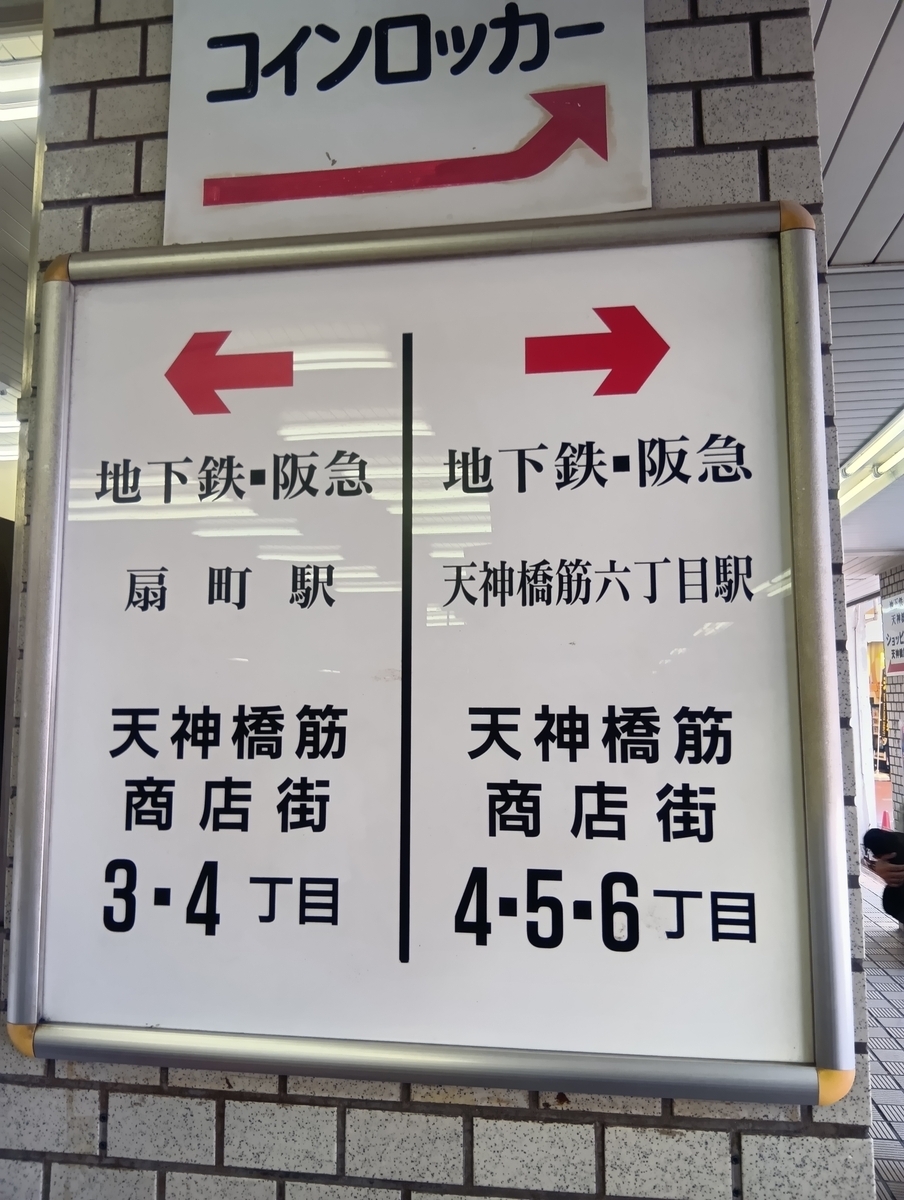 コインロッカー
地下鉄・阪急
扇町駅
天神橋筋
商店街
3・4丁目
地下鉄・阪急
天神橋筋六丁目駅
天神橋筋
商店街
4・5・6丁目